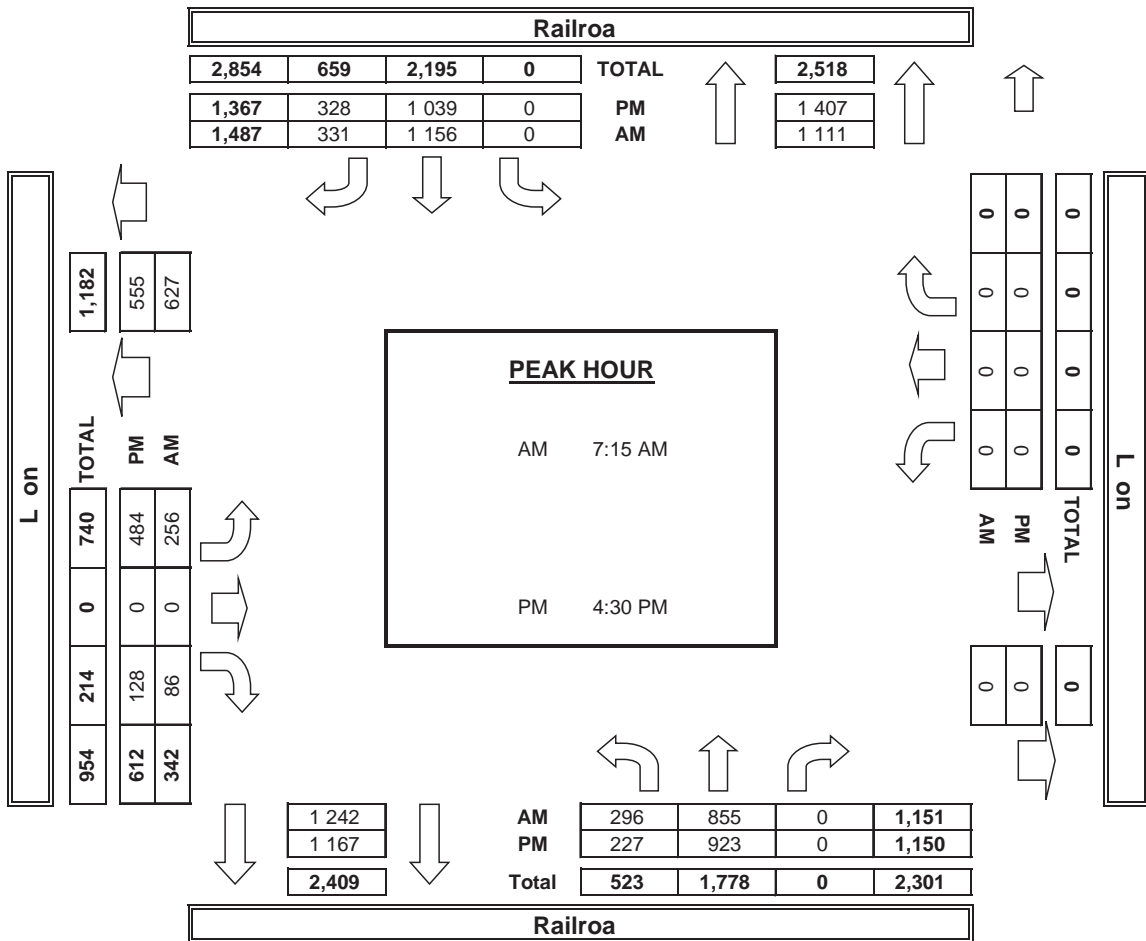 Railroa
2,854 659 2,195 0 TOTAL 2,518
1,367 328 1 039 0 PM 1 407
1,487 331 1 156 0 AM 1 111
L on
1,182 555 627
TOTAL PM AM
740 484 256
0 0 0
214 128 86
954 612 342
PEAK HOUR
AM 7:15 AM
PM 4:30 PM
0 0 0
0 0 0
0 0 0
0 0 0
AM PM TOTAL
0 0 0
L on
1 242 AM 296 855 0 1,151
1 167 PM 227 923 0 1,150
2,409 Total 523 1,778 0 2,301
Railroa